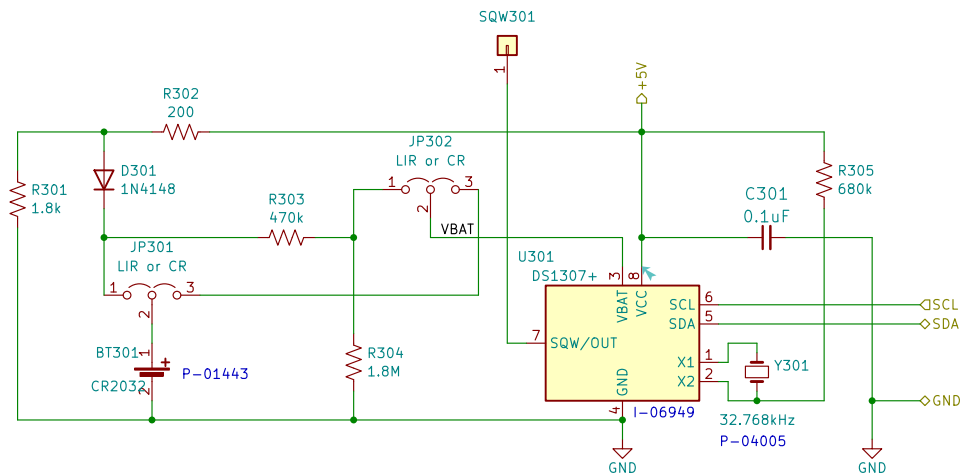 SQW301
1
+5V
R302
200
JP302
LIR or CR
1
3
2
D301
1N4148
R301
1.8k
R303
470k
VBAT
R305
680k
C301
0.1uF
JP301
LIR or CR
1
3
2
U301
DS1307+
3
8
VBAT
VCC
SCL
6
SCL
SDA
5
SDA
7
SQW/OUT
X1
1
X2
2
Y301
GND
4
I-06949
32.768kHz
P-04005
BT301
1
+
CR2032
2
P-01443
R304
1.8M
GND
GND
GND